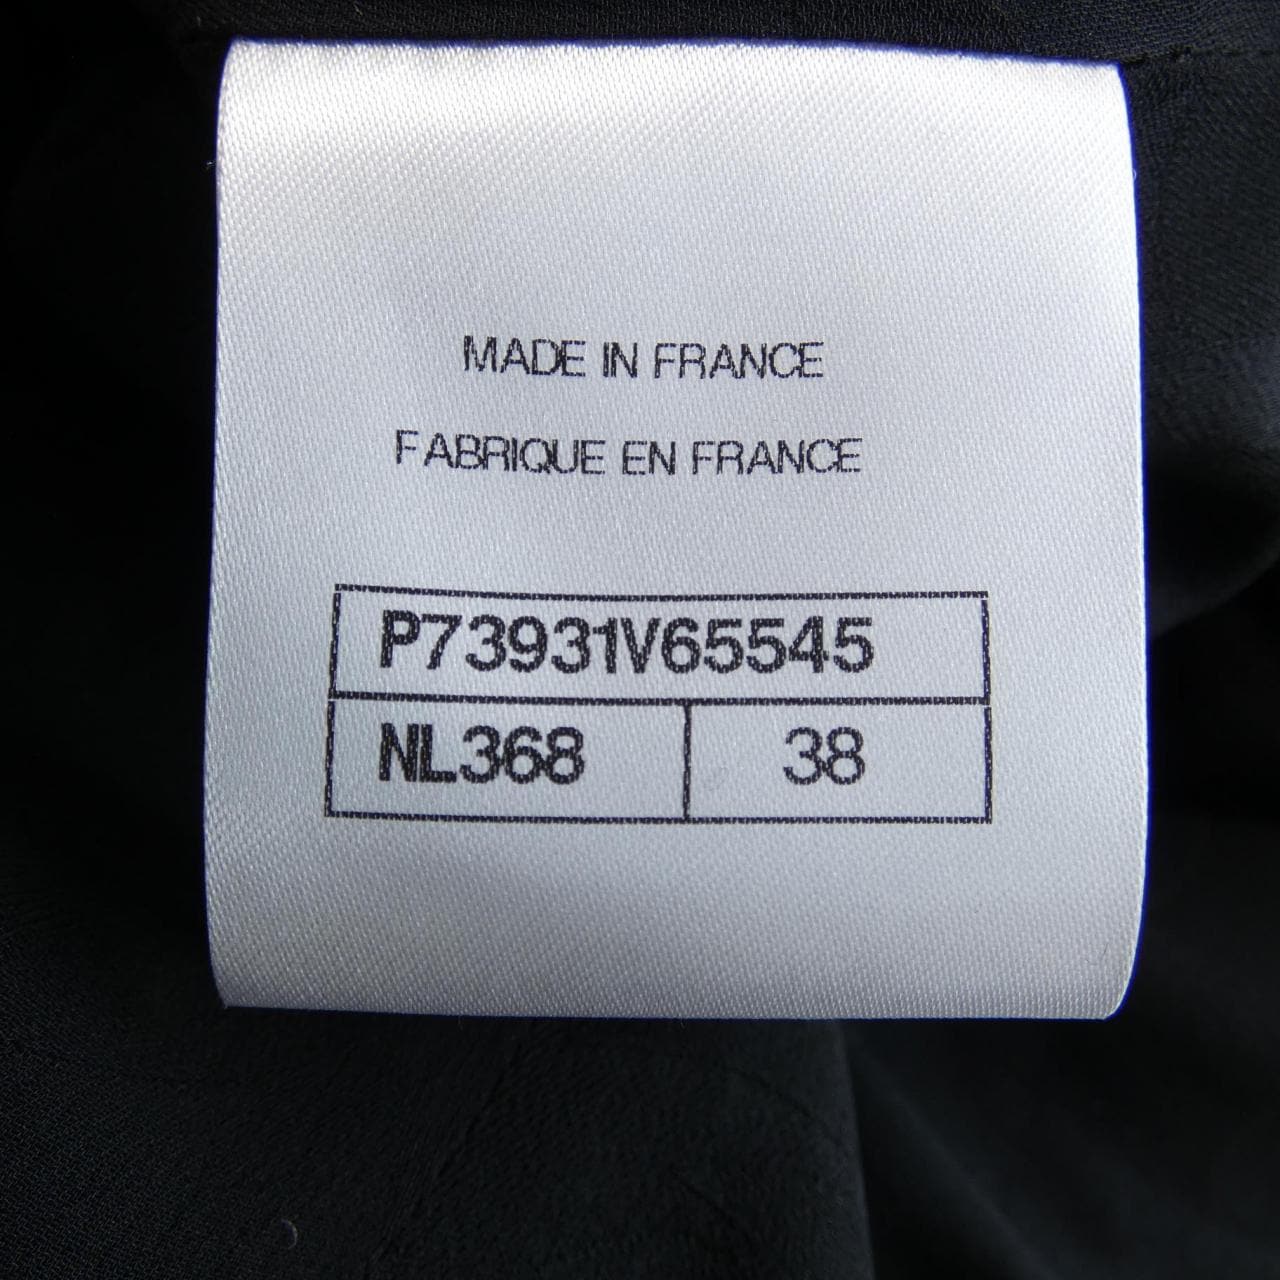 MADE IN FRANCE
FABRIQUE EN FRANCE
P73931V65545
NL368 38